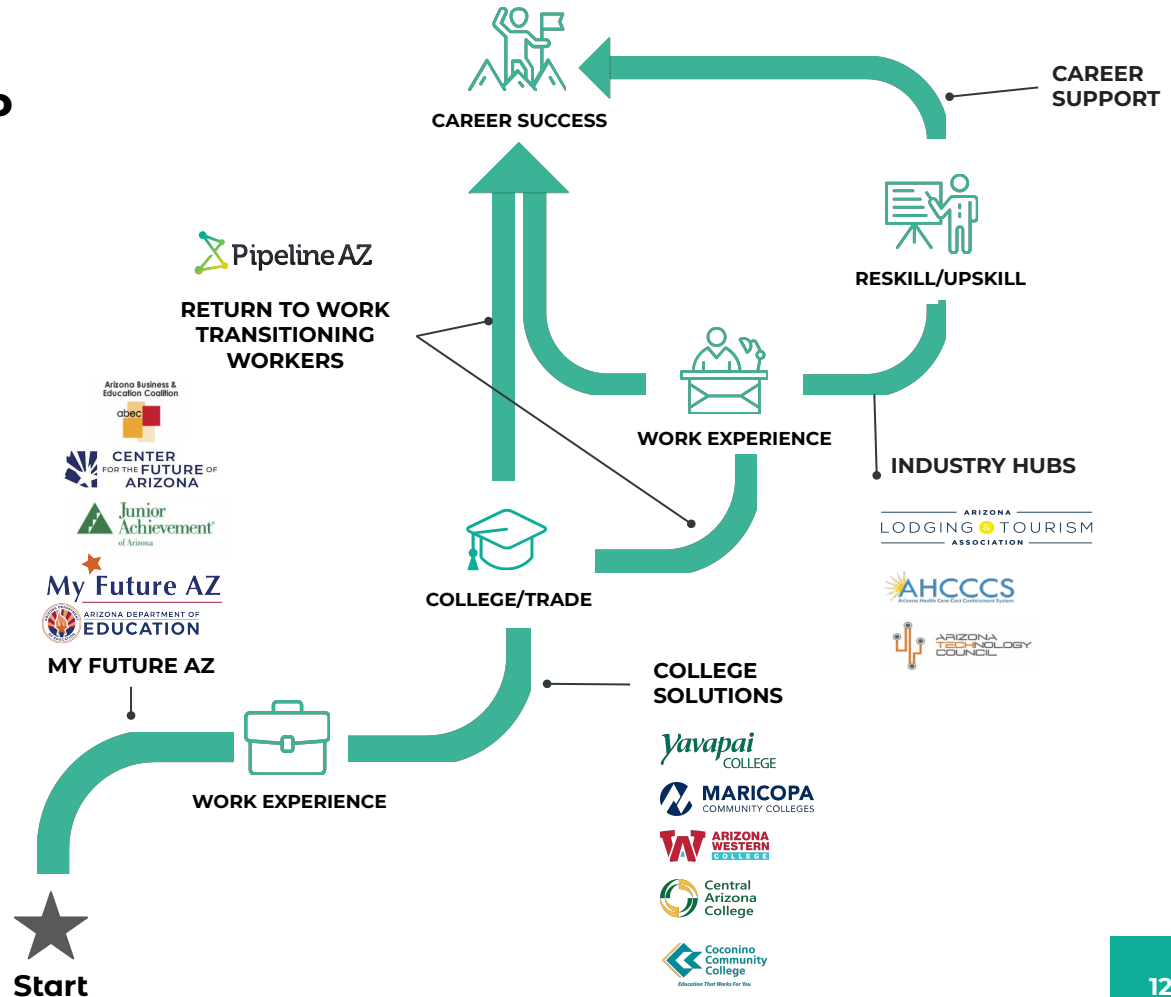 CAREER SUCCESS
CAREER
SUPPORT
RESKILL/UPSKILL
Pipeline AZ
RETURN TO WORK
TRANSITIONING
WORKERS
WORK EXPERIENCE
INDUSTRY HUBS
ARIZONA
LODGING & TOURISM
ASSOCIATION
AHCCCS
Arizona Health Care Cost Containment System
ARIZONA
TECHNOLOGY
COUNCIL
Arizona Business &
Education Coalition
abec
CENTER
FOR THE FUTURE OF
ARIZONA
Junior
Achievement®
of Arizona
My Future AZ
ARIZONA DEPARTMENT OF
EDUCATION
MY FUTURE AZ
COLLEGE/TRADE
WORK EXPERIENCE
COLLEGE
SOLUTIONS
Yavapai
COLLEGE
MARICOPA
COMMUNITY COLLEGES
ARIZONA
WESTERN
COLLEGE
Central
Arizona
College
Coconino
Community
College
Education That Works For You
Start
12